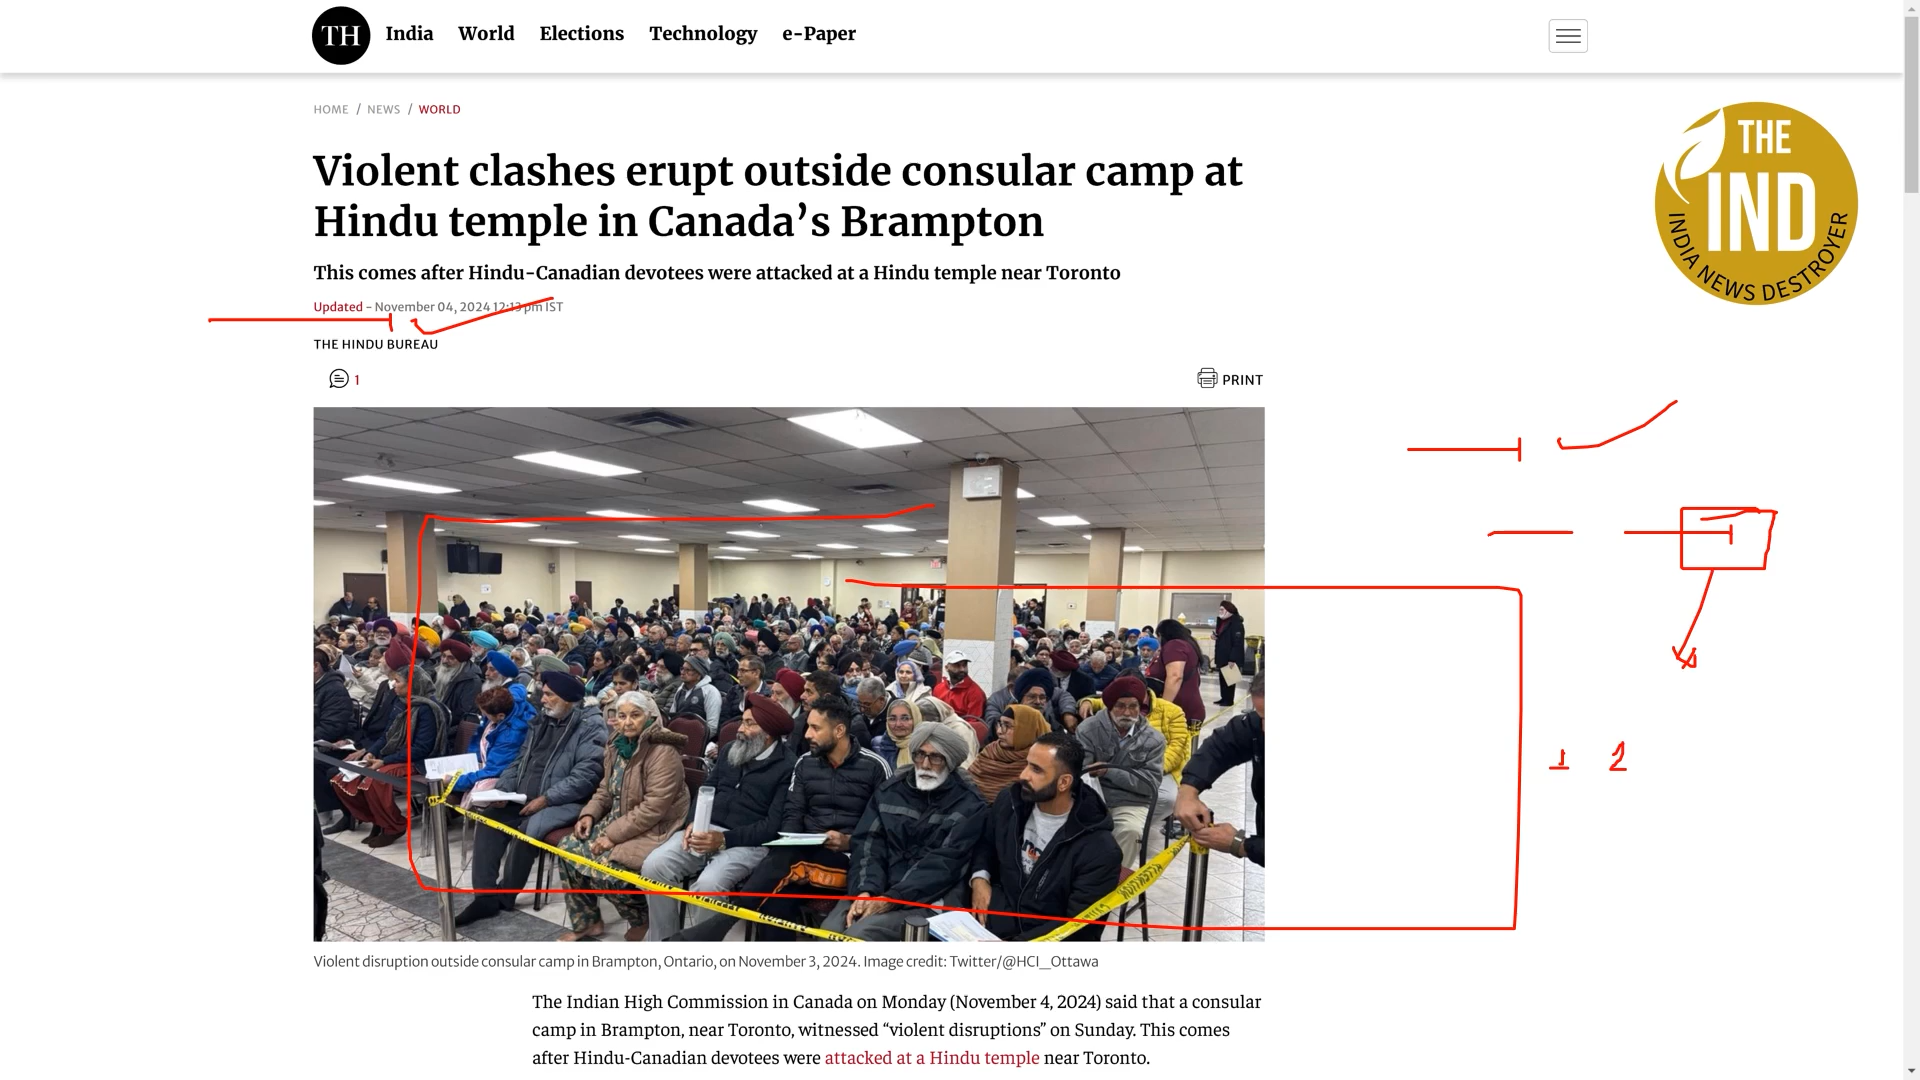 TH India World Elections Technology e-Paper
HOME / NEWS / WORLD
THE
IND
INDIA NEWS DESTROYER
Violent clashes erupt outside consular camp at
Hindu temple in Canada’s Brampton
This comes after Hindu-Canadian devotees were attacked at a Hindu temple near Toronto
Updated - November 04, 2024 12:13 pm IST
THE HINDU BUREAU
1 PRINT
1 2
Violent disruption outside consular camp in Brampton, Ontario, on November 3, 2024. Image credit: Twitter/@HCI_Ottawa
The Indian High Commission in Canada on Monday (November 4, 2024) said that a consular
camp in Brampton, near Toronto, witnessed “violent disruptions” on Sunday. This comes
after Hindu-Canadian devotees were attacked at a Hindu temple near Toronto.